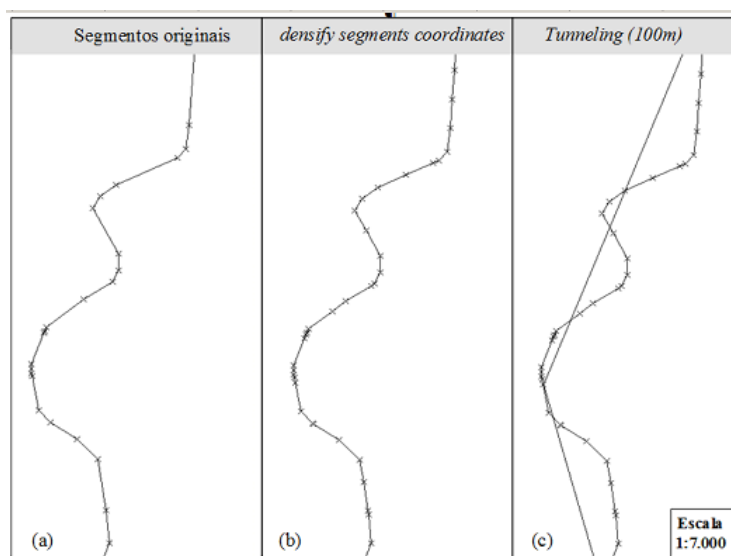 Segmentos originais
densify segments coordinates
Tunneling (100m)
(a)
(b)
(c)
Escala
1:7.000